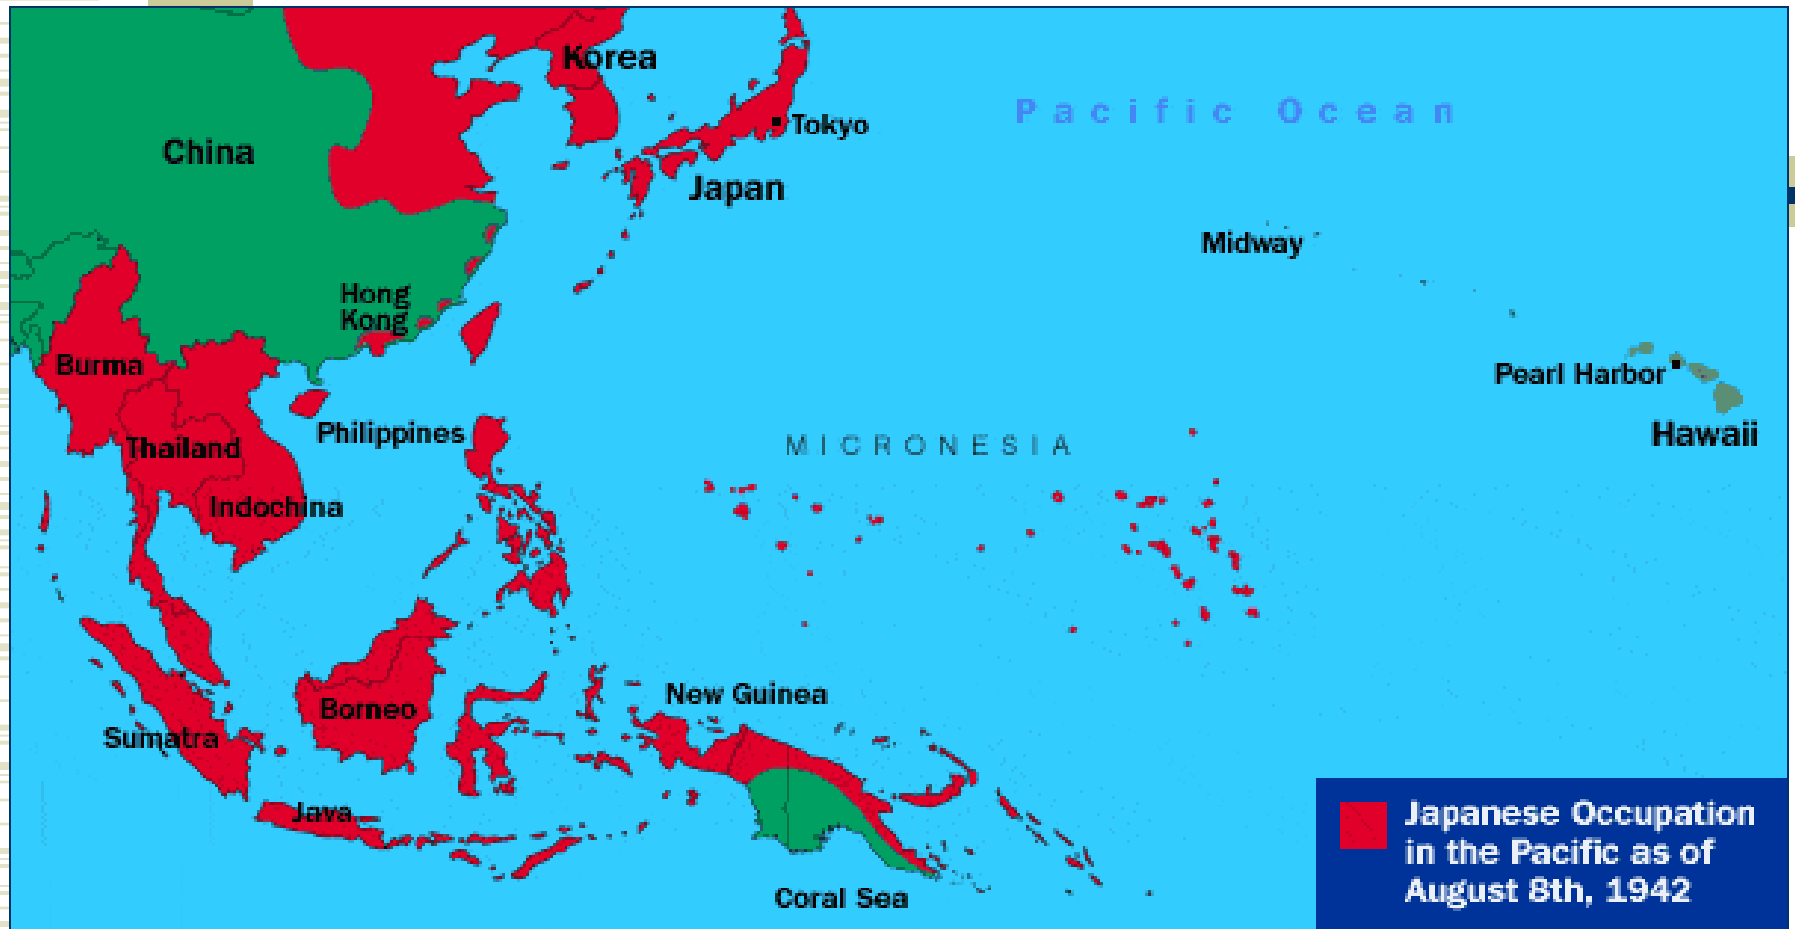 Korea
Pacific Ocean
Tokyo
China
Japan
Midway
Hong
Kong
Burma
Pearl Harbor
Philippines
Hawaii
Thailand
MICRONESIA
Indochina
New Guinea
Borneo
Sumatra
Java
Coral Sea
Japanese Occupation
in the Pacific as of
August 8th, 1942